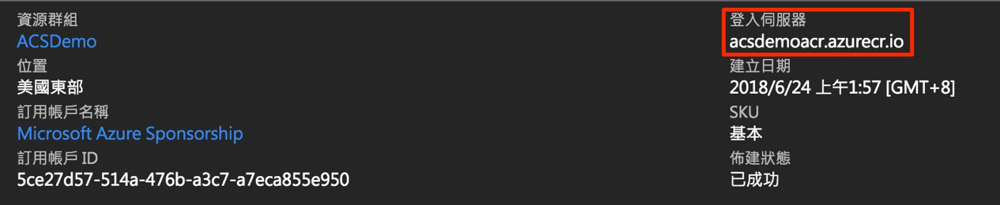 資源群組
ACSDemo
位置
美國東部
訂用帳戶名稱
Microsoft Azure Sponsorship
訂用帳戶 ID
5ce27d57-514a-476b-a3c7-a7eca855e950
登入伺服器
acsdemoacr.azurecr.io
建立日期
2018/6/24 上午1:57 [GMT+8]
SKU
基本
佈建狀態
已成功